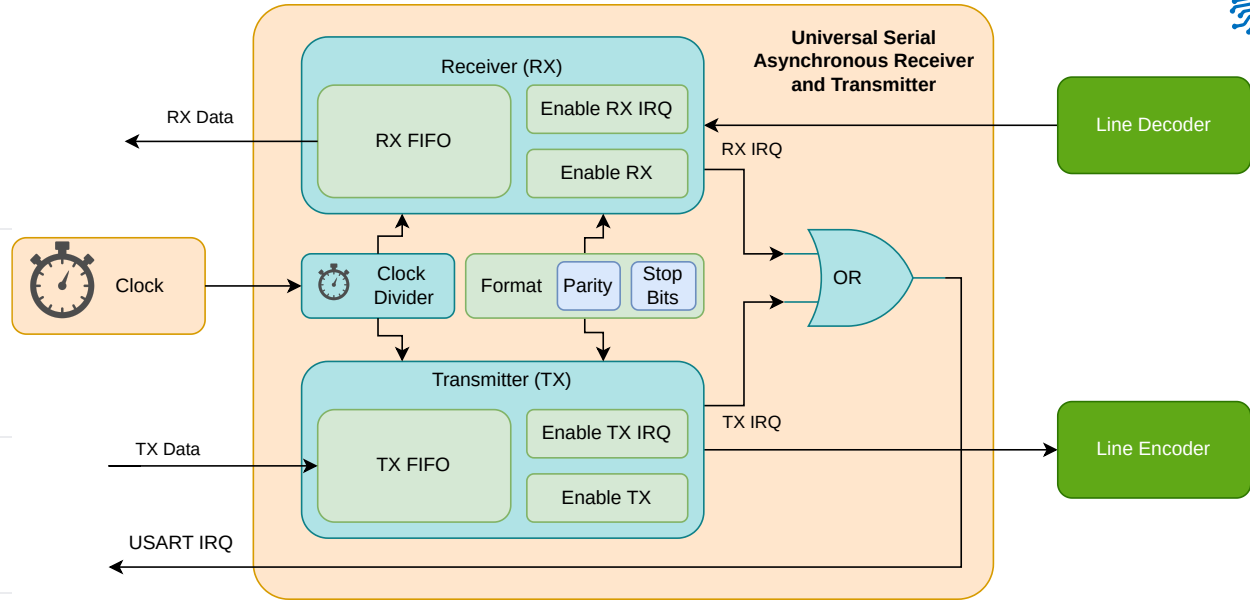 Universal Serial
Asynchronous Receiver
and Transmitter
Receiver (RX)
RX FIFO
Enable RX IRQ
Enable RX
RX Data
RX IRQ
Line Decoder
Clock
Clock
Divider
Format
Parity
Stop
Bits
OR
Transmitter (TX)
TX FIFO
Enable TX IRQ
Enable TX
TX Data
TX IRQ
Line Encoder
USART IRQ